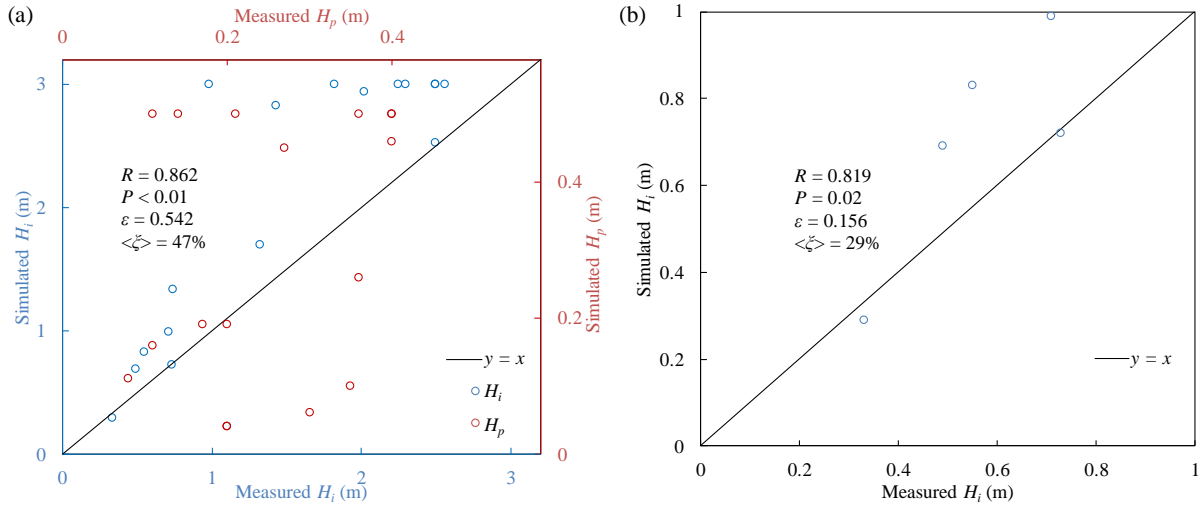 (a)
Measured Hp (m)
0
0.2
0.4
3
2
1
0
Simulated Hi (m)
R = 0.862
P < 0.01
ε = 0.542
<ξ> = 47%
0.4
0.2
0
Simulated Hp (m)
y = x
Hi
Hp
0
1
2
3
Measured Hi (m)
(b)
1
0.8
0.6
0.4
0.2
0
Simulated Hi (m)
R = 0.819
P = 0.02
ε = 0.156
<ξ> = 29%
y = x
0
0.2
0.4
0.6
0.8
1
Measured Hi (m)